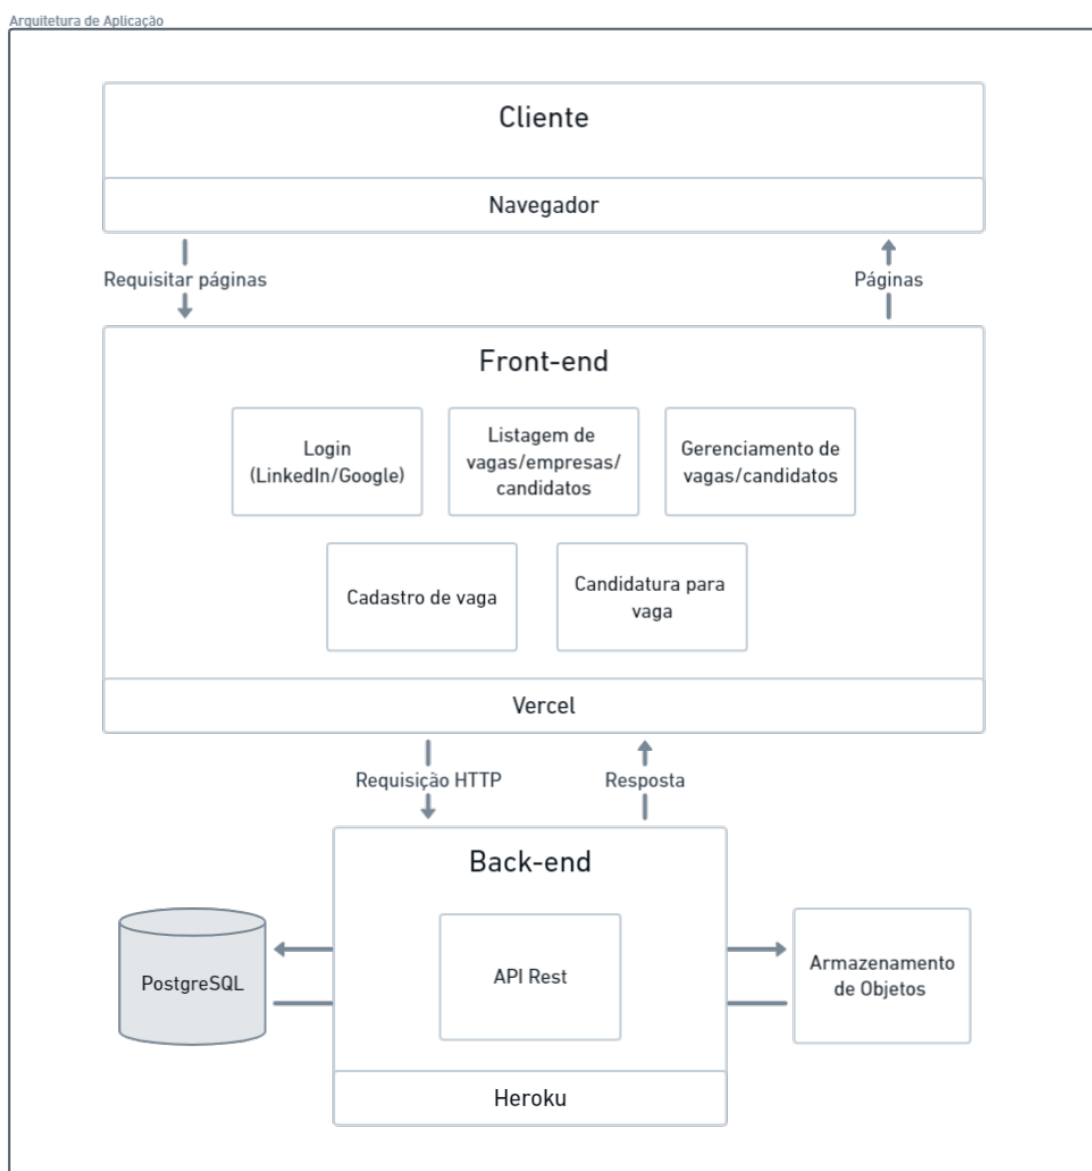 Arquitetura de Aplicação
Cliente
Navegador
Requisitar páginas
Páginas
Front-end
Login
(LinkedIn/Google)
Listagem de
vagas/empresas/
candidatos
Gerenciamento de
vagas/candidatos
Cadastro de vaga
Candidatura para
vaga
Vercel
Requisição HTTP
Resposta
Back-end
PostgreSQL
API Rest
Armazenamento
de Objetos
Heroku